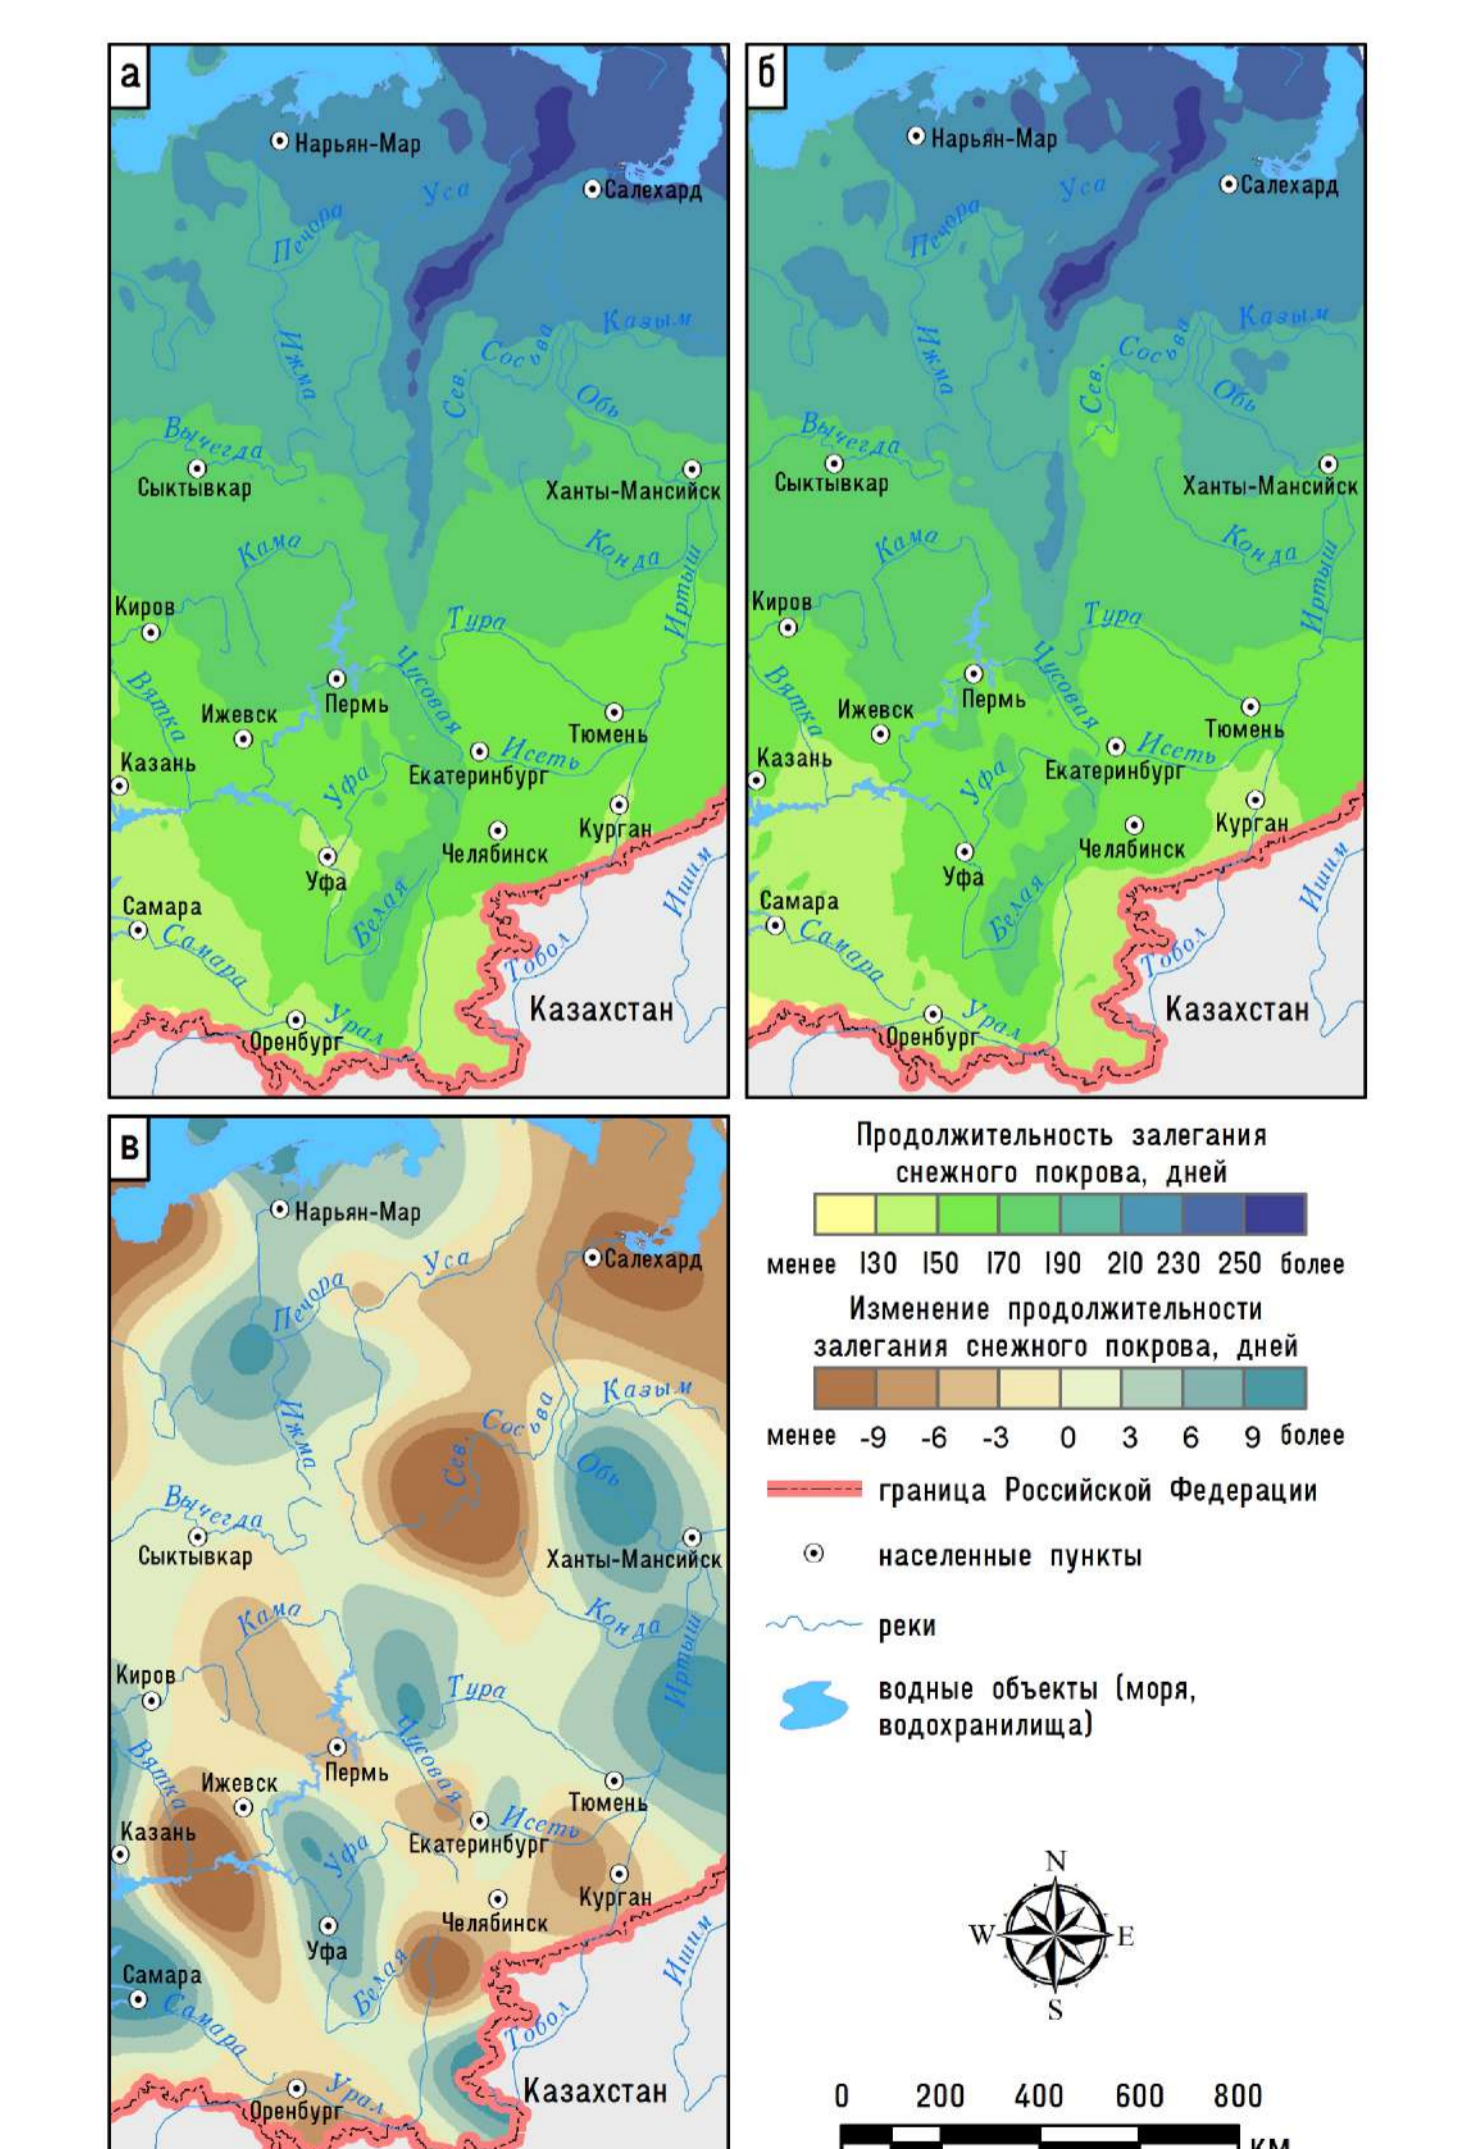 а
Нарьян-Мар
Салехард
Уса
Печора
Казым
Сосьва
Ижма
Сев.
Обь
Вычегда
Сыктывкар
Ханты-Мансийск
Кама
Конда
Иртыш
Киров
Тура
Чусовая
Пермь
Вятка
Ижевск
Тюмень
Исеть
Екатеринбург
Казань
Уфа
Курган
Челябинск
Уфа
Ишим
Белая
Самара
Самара
Тобол
Казахстан
Урал
Оренбург
б
Нарьян-Мар
Салехард
Уса
Печора
Казым
Сосьва
Ижма
Сев.
Обь
Вычегда
Сыктывкар
Ханты-Мансийск
Кама
Конда
Иртыш
Киров
Тура
Чусовая
Пермь
Вятка
Ижевск
Тюмень
Исеть
Екатеринбург
Казань
Уфа
Курган
Челябинск
Уфа
Ишим
Белая
Самара
Самара
Тобол
Казахстан
Урал
Оренбург
в
Нарьян-Мар
Уса
Салехард
Печора
Казым
Сосьва
Ижма
Сев.
Обь
Вычегда
Сыктывкар
Ханты-Мансийск
Кама
Конда
Иртыш
Киров
Тура
Чусовая
Пермь
Вятка
Ижевск
Тюмень
Исеть
Екатеринбург
Казань
Уфа
Курган
Челябинск
Уфа
Ишим
Белая
Самара
Самара
Тобол
Казахстан
Урал
Оренбург
Продолжительность залегания
снежного покрова, дней
менее 130 150 170 190 210 230 250 более
Изменение продолжительности
залегания снежного покрова, дней
менее -9 -6 -3 0 3 6 9 более
граница Российской Федерации
населенные пункты
реки
водные объекты (моря,
водохранилища)
N
W E
S
0 200 400 600 800
км